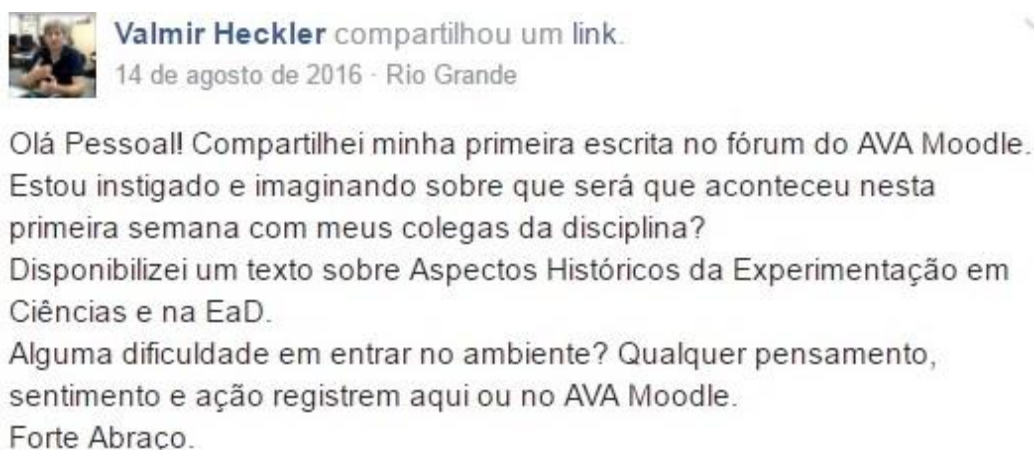 Valmir Heckler compartilhou um link.
14 de agosto de 2016 · Rio Grande
Olá Pessoal! Compartilhei minha primeira escrita no fórum do AVA Moodle.
Estou instigado e imaginando sobre que será que aconteceu nesta
primeira semana com meus colegas da disciplina?
Disponibilizei um texto sobre Aspectos Históricos da Experimentação em
Ciências e na EaD.
Alguma dificuldade em entrar no ambiente? Qualquer pensamento,
sentimento e ação registrem aqui ou no AVA Moodle.
Forte Abraço.